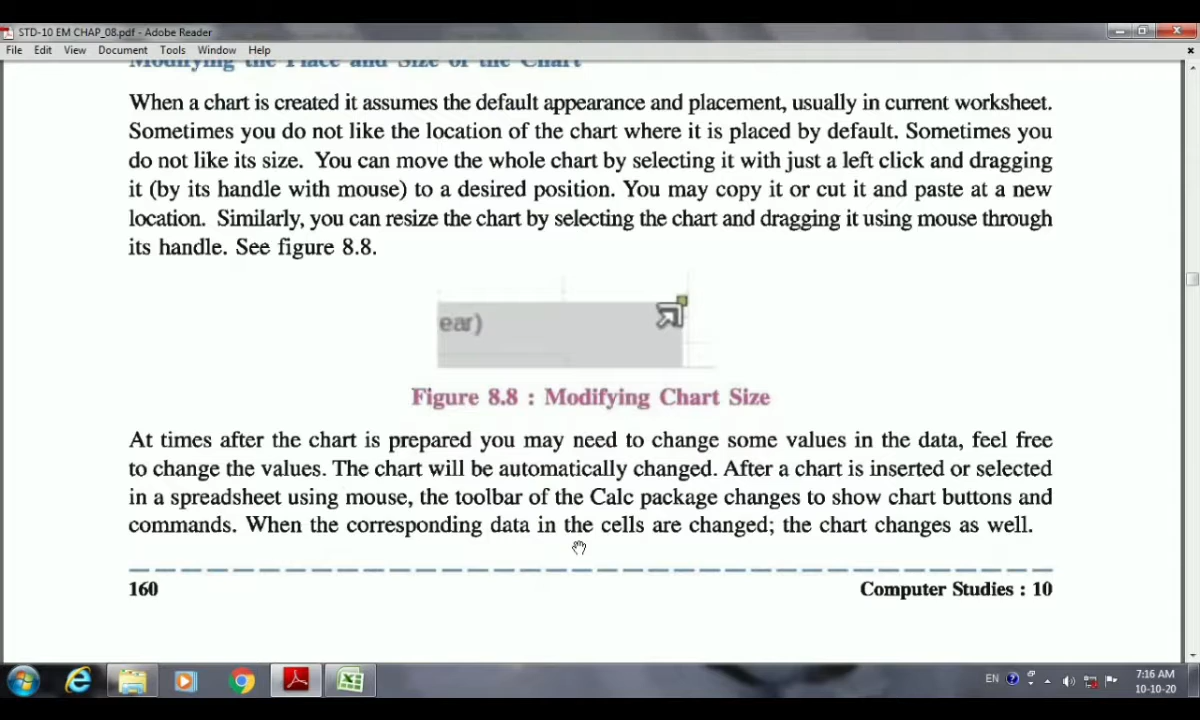 STD-10 EM CHAP_08.pdf - Adobe Reader
File Edit View Document Tools Window Help
Modifying the Place and Size of the Chart
When a chart is created it assumes the default appearance and placement, usually in current worksheet.
Sometimes you do not like the location of the chart where it is placed by default. Sometimes you
do not like its size. You can move the whole chart by selecting it with just a left click and dragging
it (by its handle with mouse) to a desired position. You may copy it or cut it and paste at a new
location. Similarly, you can resize the chart by selecting the chart and dragging it using mouse through
its handle. See figure 8.8.
ear)
Figure 8.8 : Modifying Chart Size
At times after the chart is prepared you may need to change some values in the data, feel free
to change the values. The chart will be automatically changed. After a chart is inserted or selected
in a spreadsheet using mouse, the toolbar of the Calc package changes to show chart buttons and
commands. When the corresponding data in the cells are changed; the chart changes as well.
160 Computer Studies : 10
EN 7:16 AM
10-10-20